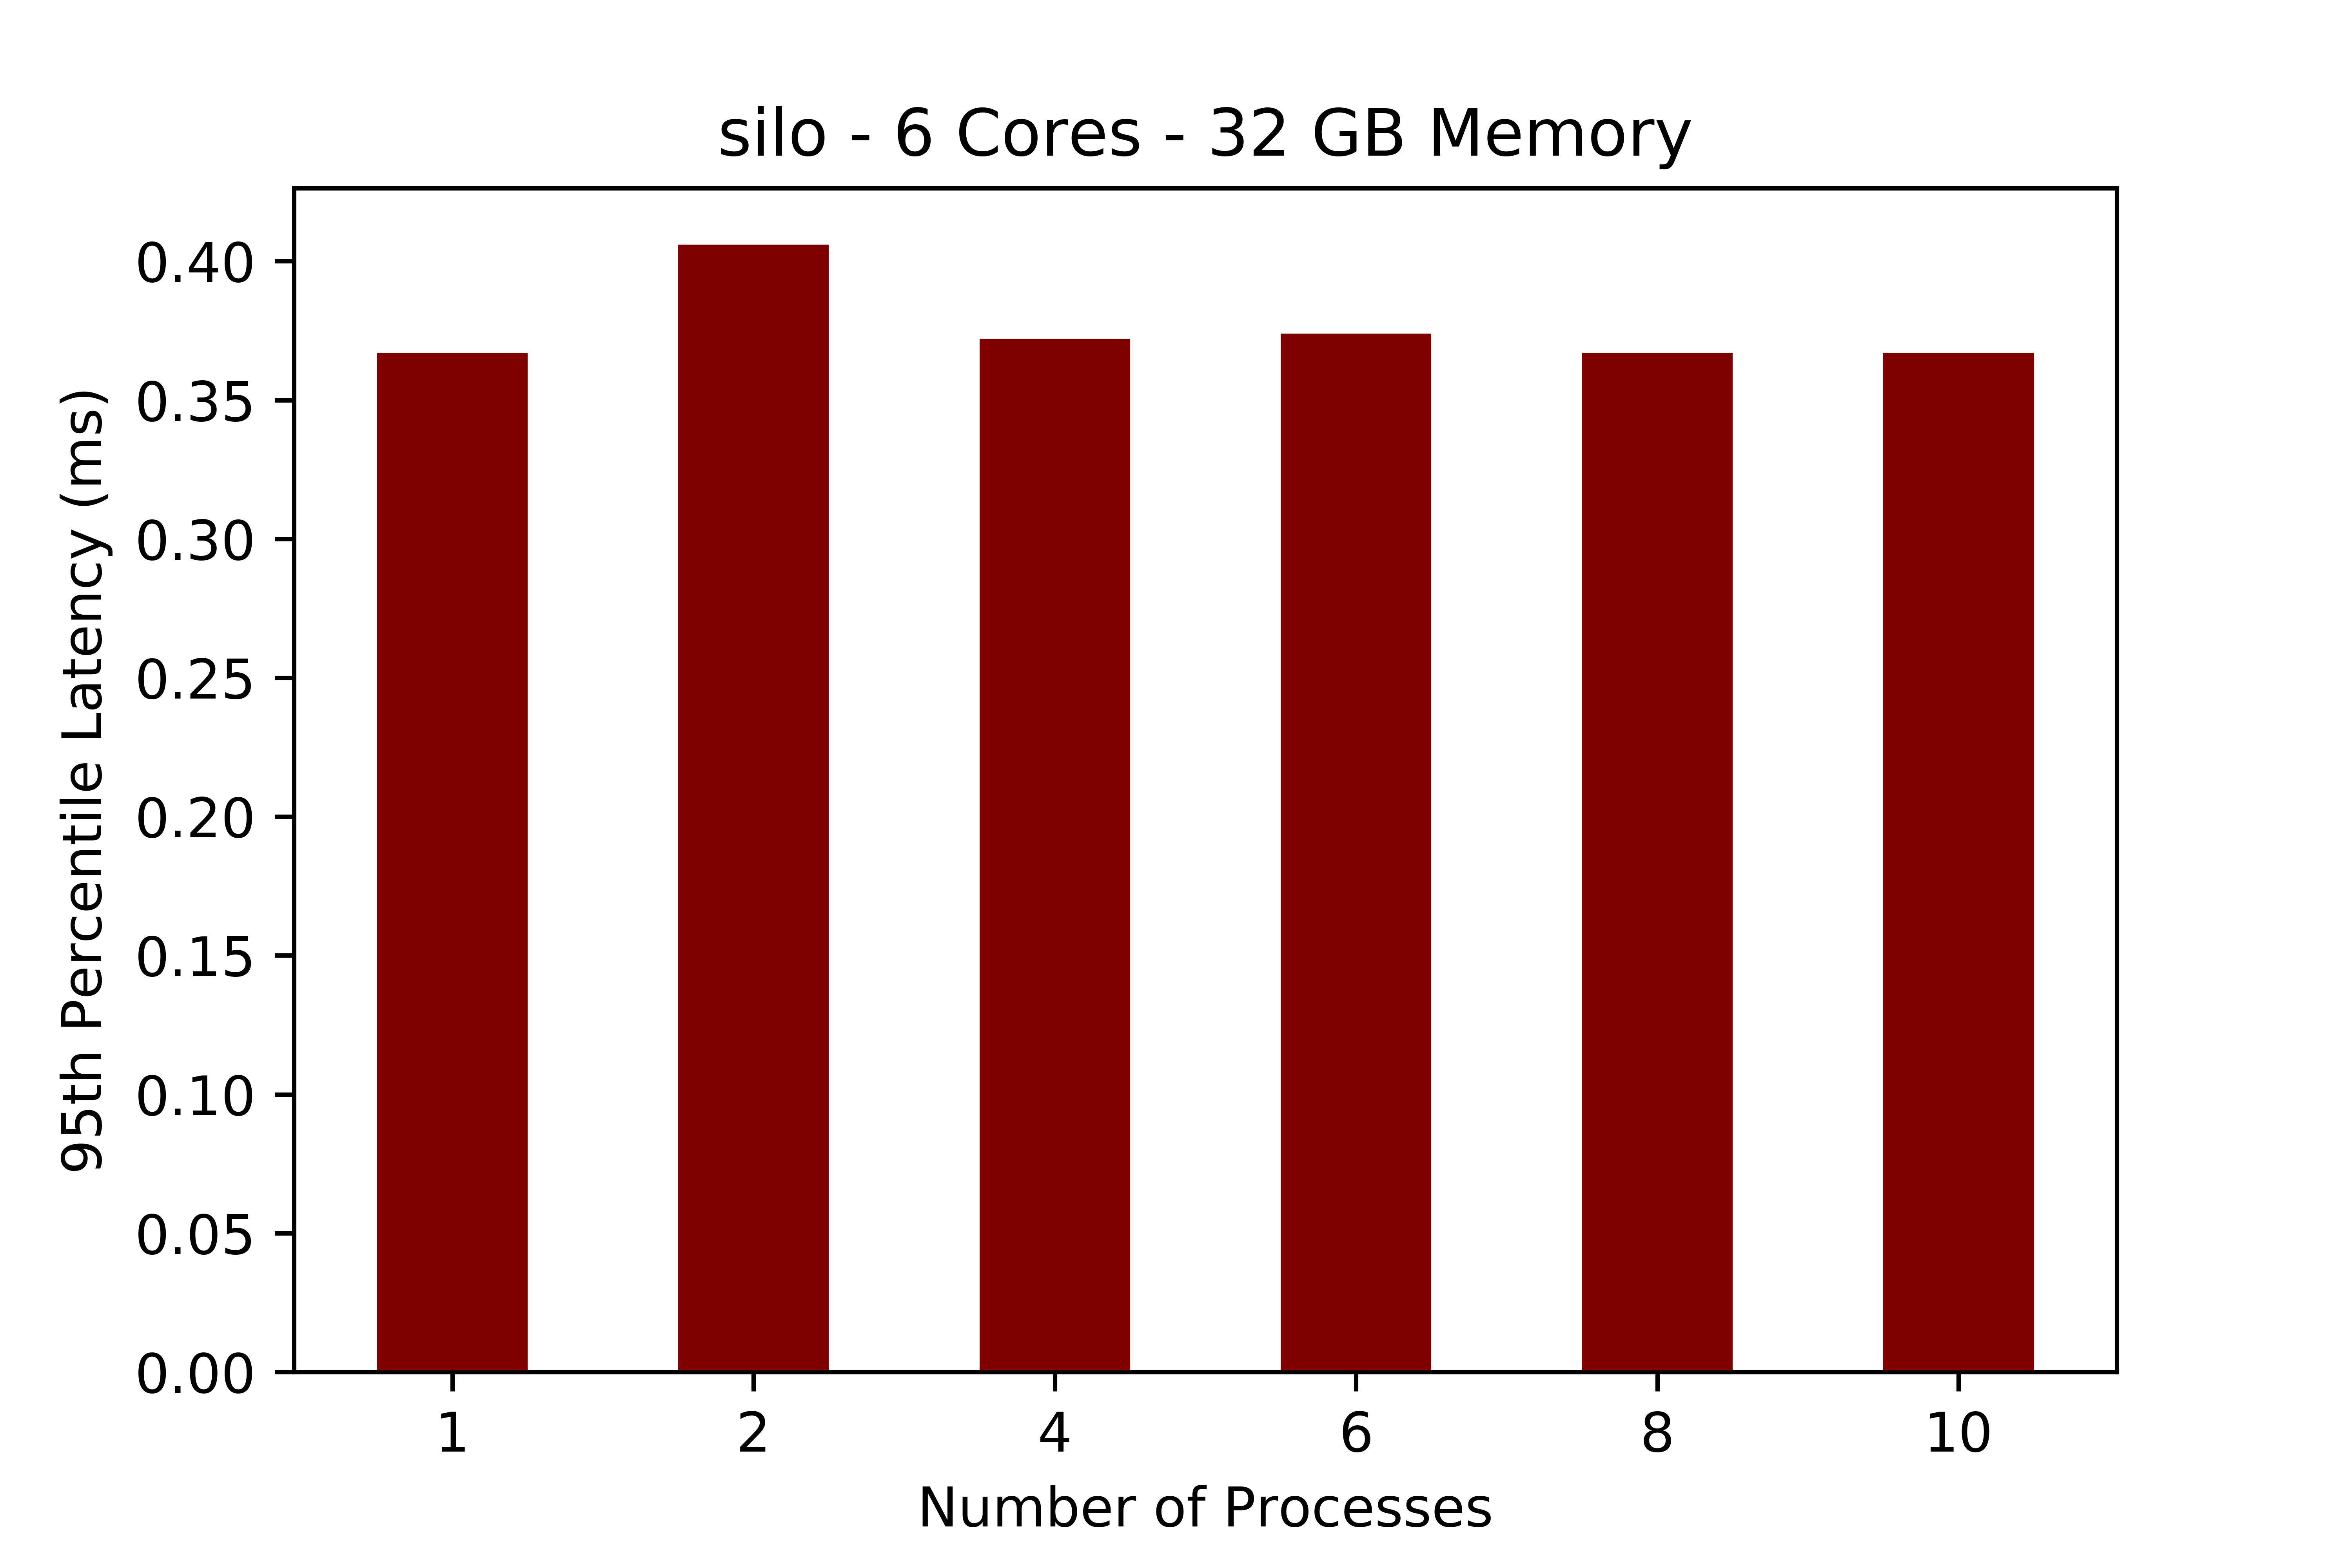 silo - 6 Cores - 32 GB Memory
95th Percentile Latency (ms)
0.40
0.35
0.30
0.25
0.20
0.15
0.10
0.05
0.00
1 2 4 6 8 10
Number of Processes